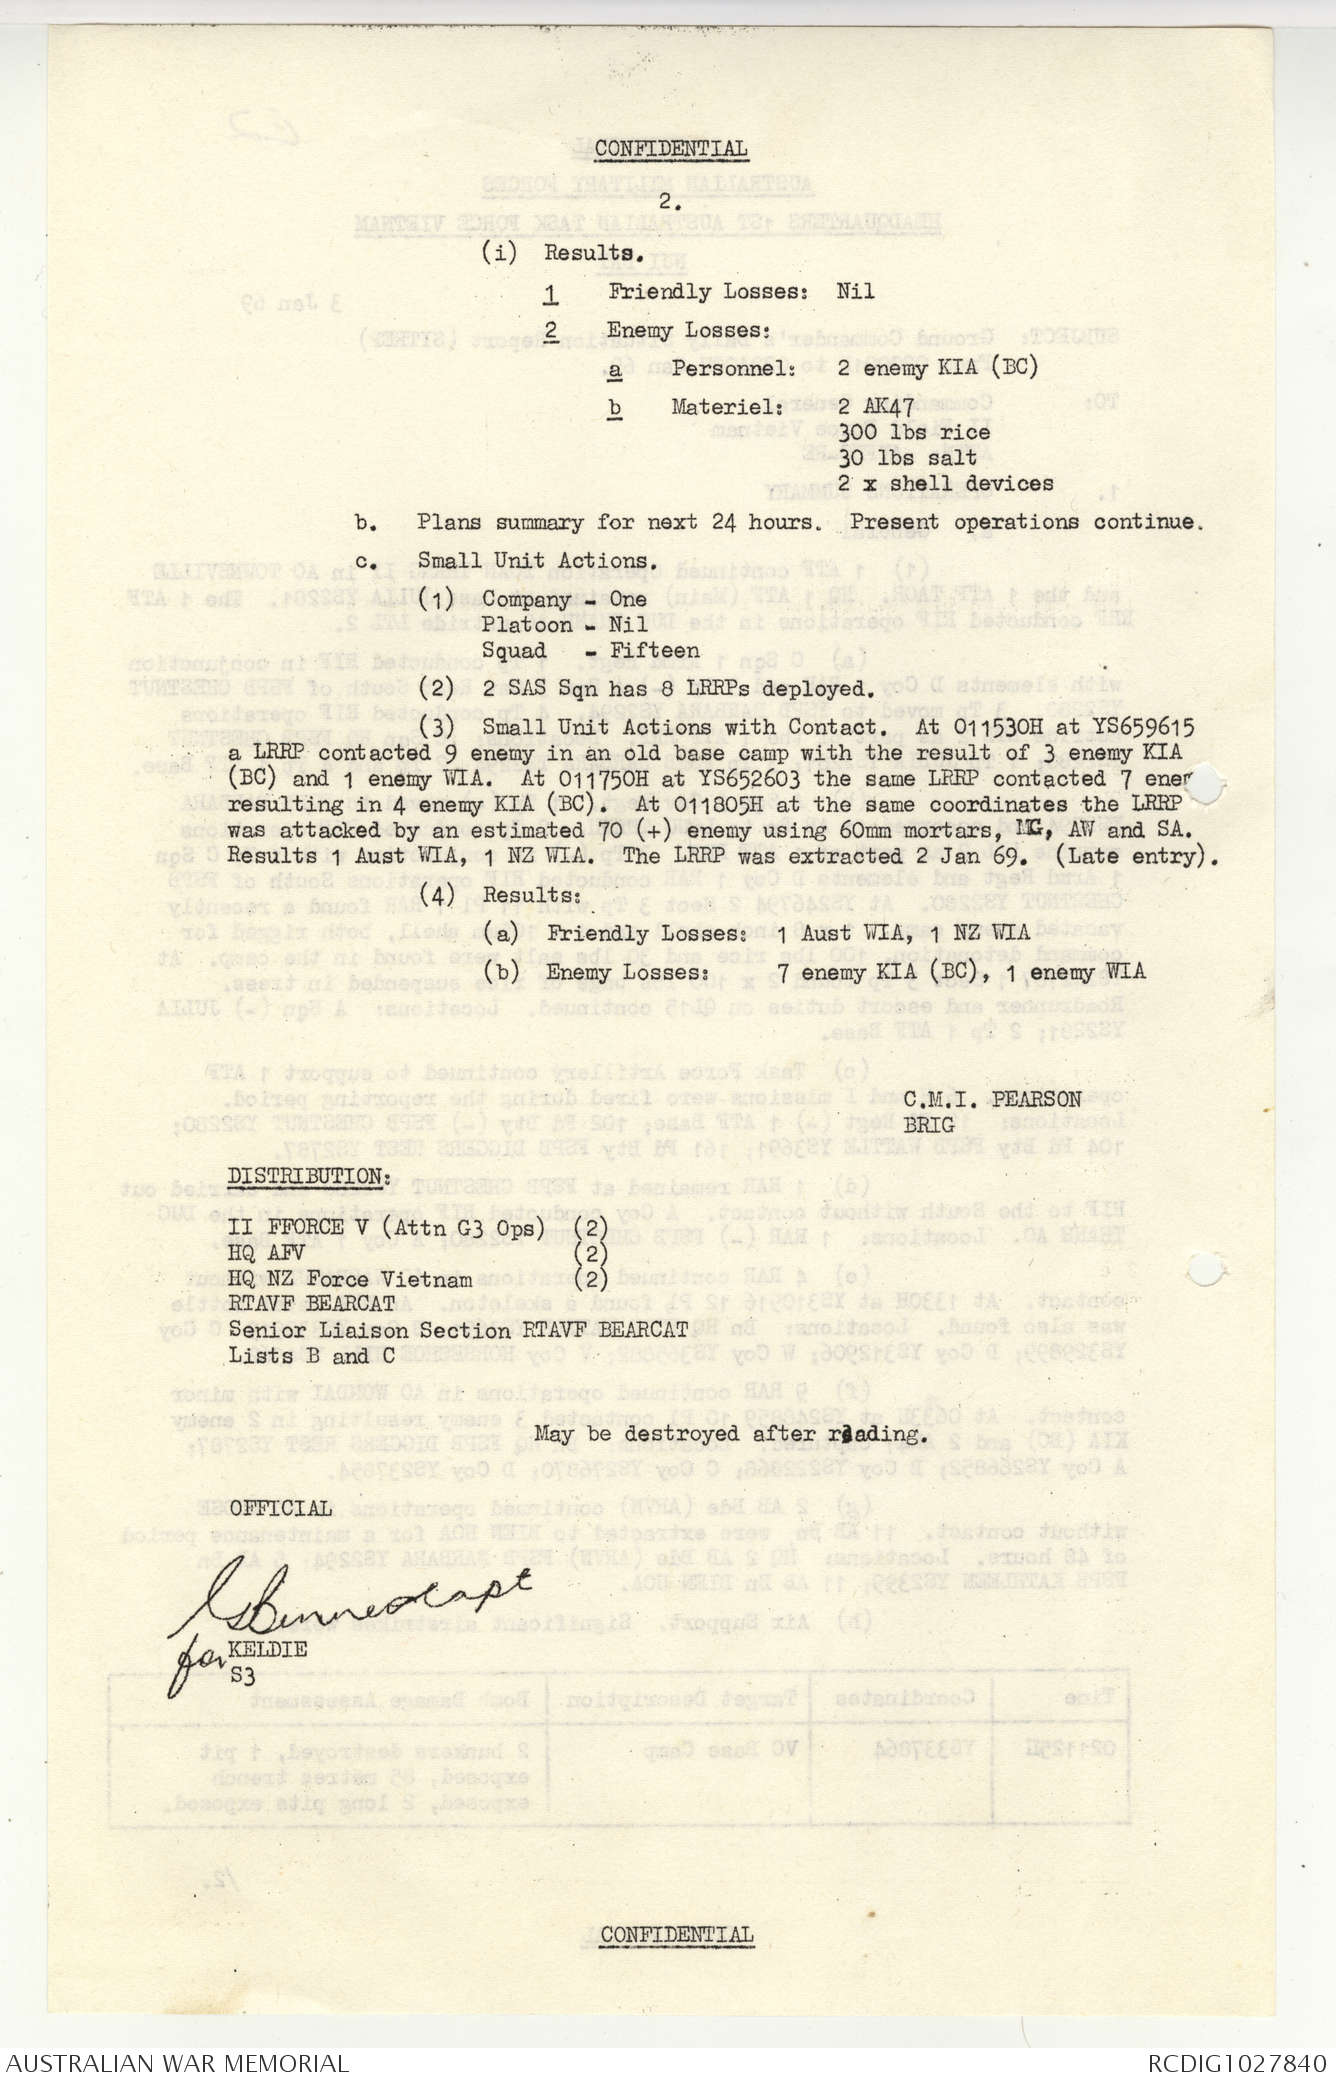 CONFIDENTIAL
2.
(i) Results.
1 Friendly Losses: Nil
2 Enemy Losses:
a Personnel: 2 enemy KIA (BC)
b Materiel: 2 AK47
300 lbs rice
30 lbs salt
2 x shell devices
b. Plans summary for next 24 hours. Present operations continue.
c. Small Unit Actions.
(1) Company - One
Platoon - Nil
Squad - Fifteen
(2) 2 SAS Sqn has 8 LRRPs deployed.
(3) Small Unit Actions with Contact. At 011530H at YS659615
a LRRP contacted 9 enemy in an old base camp with the result of 3 enemy KIA
(BC) and 1 enemy WIA. At 011750H at YS652603 the same LRRP contacted 7 ener
resulting in 4 enemy KIA (BC). At 011805H at the same coordinates the LRRP
was attacked by an estimated 70 (+) enemy using 60mm mortars, MG, AW and SA.
Results 1 Aust WIA, 1 NZ WIA. The LRRP was extracted 2 Jan 69. (Late entry).
(4) Results:
(a) Friendly Losses: 1 Aust WIA, 1 NZ WIA
(b) Enemy Losses: 7 enemy KIA (BC), 1 enemy WIA
C.M.I. PEARSON
BRIG
DISTRIBUTION:
II FFORCE V (Attn G3 Ops) (2)
HQ AFV (2)
HQ NZ Force Vietnam (2)
RTAVF BEARCAT
Senior Liaison Section RTAVF BEARCAT
Lists B and C
May be destroyed after reading.
OFFICIAL
Capt
for KELDIE
S3
CONFIDENTIAL
AUSTRALIAN WAR MEMORIAL
RCDIG1027840